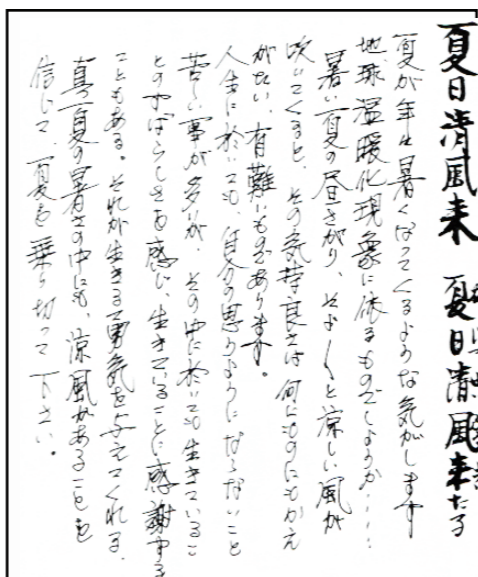 夏日清風来　夏日清風来たる
夏が年々暑くなってくるような気がします
地球温暖化現象に依るものでしょうか……
暑い夏の昼さがり、そよ〱と涼しい風が
吹いてくると、その気持良さは何にものにもかえ
がたい、有難いものであります。
人生に於いても、自分の思うようにならないこと
苦しい事が多いが、その中に於いても生きているこ
とのすばらしさを感じ、生きていることに感謝する
こともある。それが生きる勇気を与えてくれる。
真夏の暑さの中にも、涼風があることを
信じて、夏を乗り切って下さい。